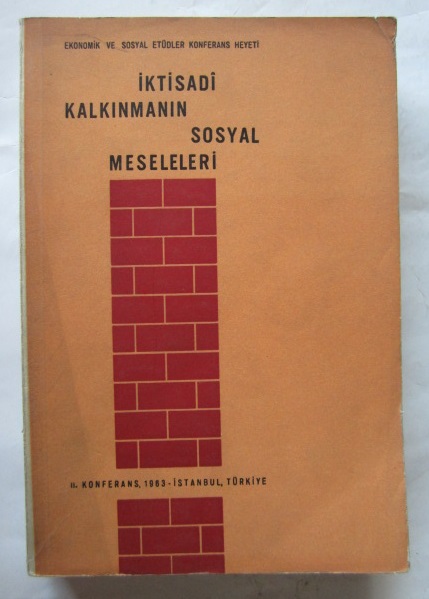 EKONOMİK VE SOSYAL ETÜDLER KONFERANS HEYETİ
İKTİSADÎ
KALKINMANIN
SOSYAL
MESELELERİ
II. KONFERANS, 1963 - İSTANBUL, TÜRKİYE